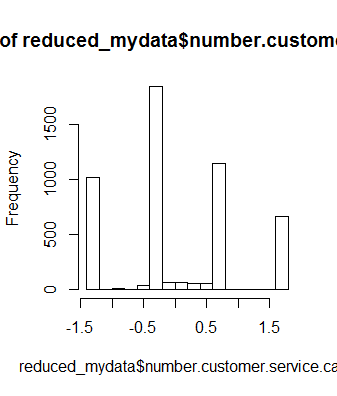 of reduced_mydata$number.custome
Frequency
1500
1000
500
0
-1.5 -0.5 0.5 1.5
reduced_mydata$number.customer.service.ca